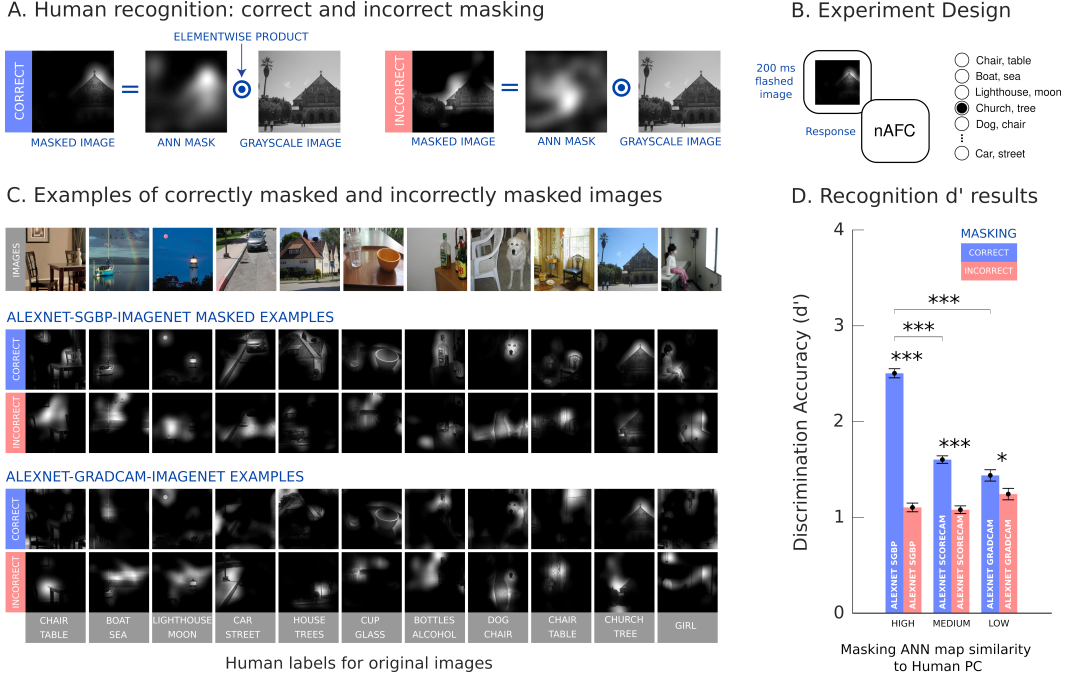 A. Human recognition: correct and incorrect masking
ELEMENTWISE PRODUCT
CORRECT
=
MASKED IMAGE
ANN MASK
GRAYSCALE IMAGE
INCORRECT
=
MASKED IMAGE
ANN MASK
GRAYSCALE IMAGE
B. Experiment Design
200 ms
flashed
image
Response
nAFC
Chair, table
Boat, sea
Lighthouse, moon
Church, tree
Dog, chair
Car, street
C. Examples of correctly masked and incorrectly masked images
IMAGES
ALEXNET-SGBP-IMAGENET MASKED EXAMPLES
CORRECT
INCORRECT
ALEXNET-GRADCAM-IMAGENET EXAMPLES
CORRECT
INCORRECT
CHAIR
TABLE
BOAT
SEA
LIGHTHOUSE
MOON
CAR
STREET
HOUSE
TREES
CUP
GLASS
BOTTLES
ALCOHOL
DOG
CHAIR
CHAIR
TABLE
CHURCH
TREE
GIRL
Human labels for original images
D. Recognition d' results
MASKING
CORRECT
INCORRECT
Discrimination Accuracy (d')
4
3
2
1
0
***
***
***
***
*
ALEXNET SGBP
ALEXNET SGBP
ALEXNET SCORECAM
ALEXNET SCORECAM
ALEXNET GRADCAM
ALEXNET GRADCAM
HIGH
MEDIUM
LOW
Masking ANN map similarity
to Human PC